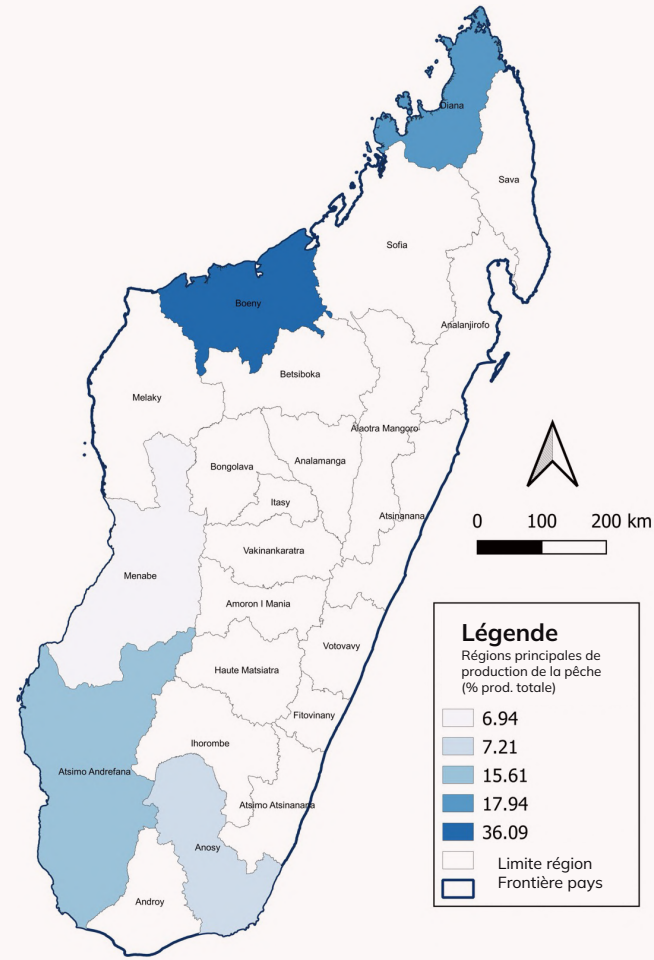 Diana
Sava
Sofia
Boeny
Analanjirofo
Betsiboka
Melaky
Alaotra Mangoro
Bongolava
Analamanga
Itasy
Atsinanana
0 100 200 km
Vakinankaratra
Menabe
Amoron I Mania
Votovavy
Haute Matsiatra
Fitovinany
Ihorombe
Atsimo Andrefana
Atsimo Atsinanana
Anosy
Androy
Légende
Régions principales de
production de la pêche
(% prod. totale)
6.94
7.21
15.61
17.94
36.09
Limite région
Frontière pays